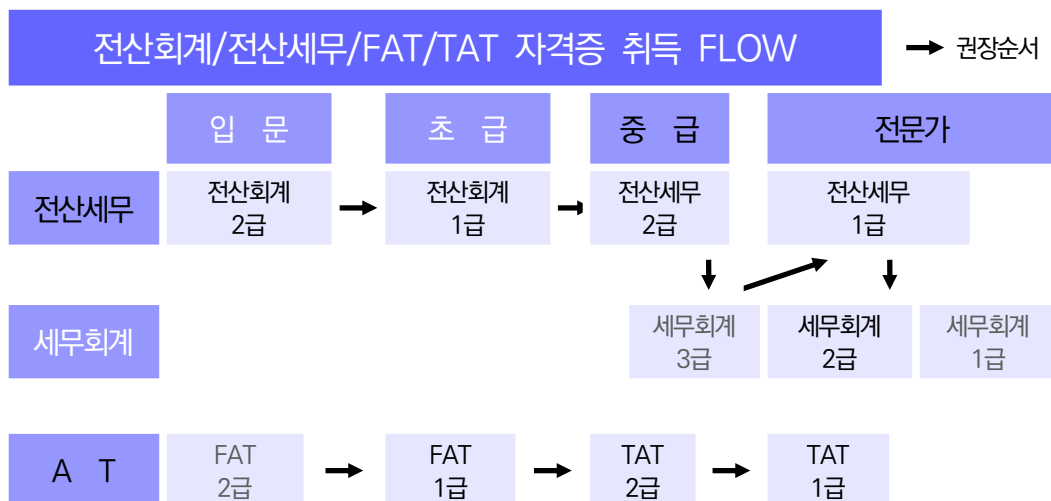 전산회계/전산세무/FAT/TAT 자격증 취득 FLOW
권장순서
입 문
초 급
중 급
전문가
전산세무
전산회계
2급
전산회계
1급
전산세무
2급
전산세무
1급
세무회계
세무회계
3급
세무회계
2급
세무회계
1급
A T
FAT
2급
FAT
1급
TAT
2급
TAT
1급